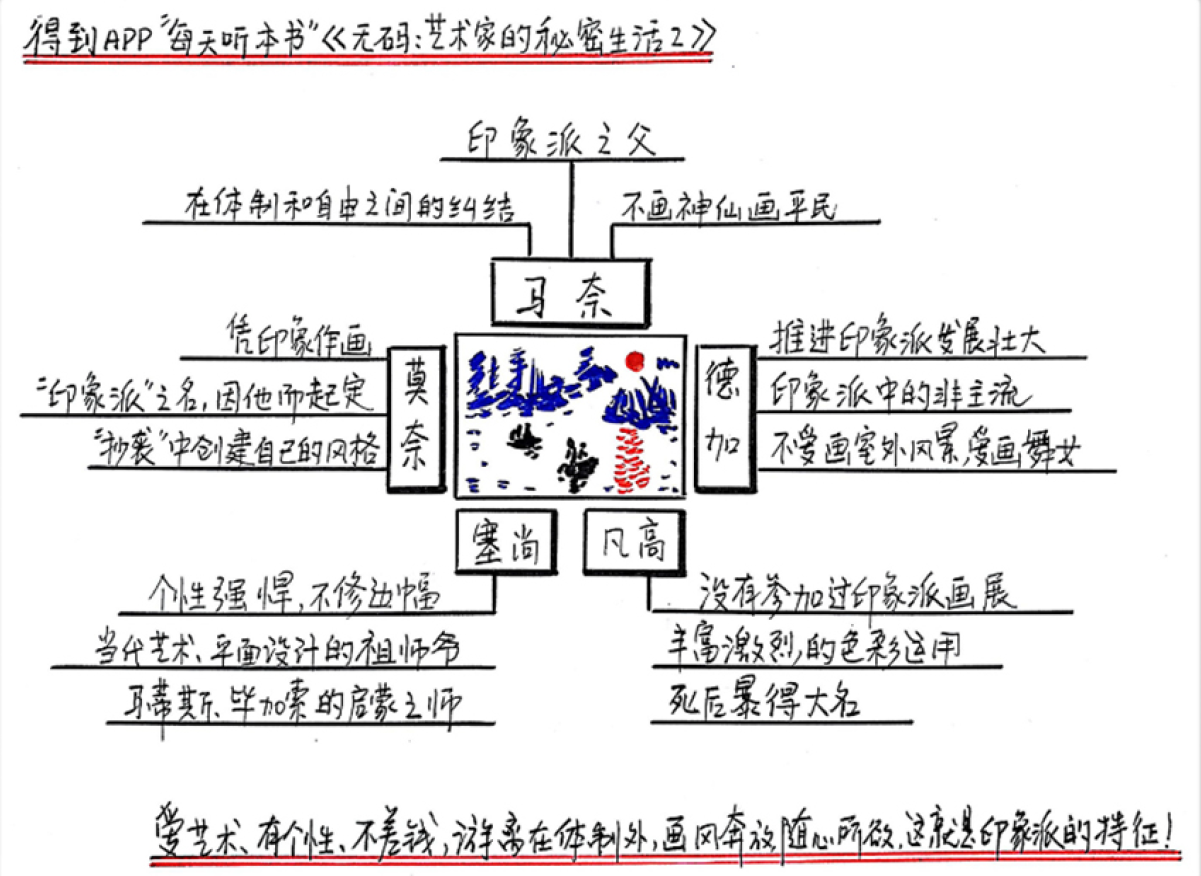 得到APP"每天听本书"《无码:艺术家的秘密生活2》
印象派之父
在体制和自由之间的纠结
不画神仙画平民
马奈
凭印象作画
"印象派"之名,因他而起定
"抄袭"中创建自己的风格
莫奈
德加
推进印象派发展壮大
印象派中的非主流
不爱画室外风景,爱画舞女
塞尚
凡高
个性强悍,不修边幅
当代艺术、平面设计的祖师爷
马蒂斯、毕加索的启蒙之师
没有参加过印象派画展
丰富激烈,的色彩运用
死后暴得大名
爱艺术、有个性、不差钱,游离在体制外,画风奔放,随心所欲,这就是印象派的特征!